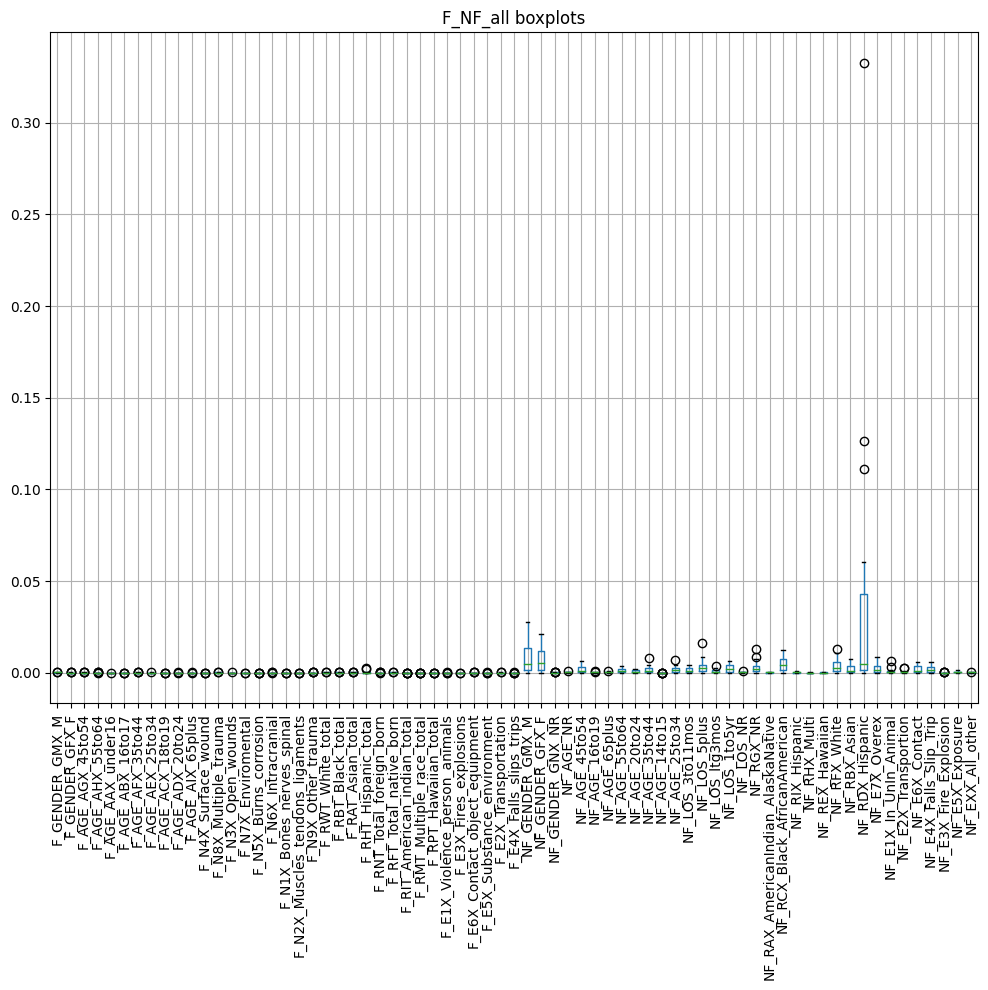 F_NF_all boxplots
0.30
0.25
0.20
0.15
0.10
0.05
0.00
F_GENDER_GMX_M
F_GENDER_GFX_F
F_AGE_AGX_45to54
F_AGE_AHX_55to64
F_AGE_AAX_under16
F_AGE_ABX_16to17
F_AGE_AFX_35to44
F_AGE_AEX_25to34
F_AGE_ACX_18to19
F_AGE_ADX_20to24
F_AGE_AIX_65plus
F_N4X_Surface_wound
F_N8X_Multiple_trauma
F_N3X_Open_wounds
F_N7X_Enviromental
F_N5X_Burns_corrosion
F_N6X_Intracranial
F_N1X_Bones_nerves_spinal
F_N2X_Muscles_tendons_ligaments
F_N9X_Other_trauma
F_RWT_White_total
F_RBT_Black_total
F_RAT_Asian_total
F_RHT_Hispanic_total
F_RNT_Total_foreign_born
F_RFT_Total_native_born
F_RIT_American_indian_total
F_RMT_Multiple_race_total
F_RPT_Hawaiian_total
F_E1X_Violence_person_animals
F_E3X_Fires_explosions
F_E6X_Contact_object_equipoment
F_E5X_Substance_environment
F_E2X_Transportation
F_E4X_Falls_slips_trips
NF_GENDER_GMX_M
NF_GENDER_GFX_F
NF_GENDER_GNX_NR
NF_AGE_NR
NF_AGE_45to54
NF_AGE_16to19
NF_AGE_65plus
NF_AGE_55to64
NF_AGE_20to24
NF_AGE_35to44
NF_AGE_14to15
NF_AGE_25to34
NF_LOS_3to11mos
NF_LOS_5plus
NF_LOSltg3mos
NF_LOS_1to5yr
NF_LOS_NR
NF_RGX_NR
NF_RAX_AmericanIndian_AlaskaNative
NF_RCX_Black_AfricanAmerican
NF_RIX_Hispanic
NF_RHX_Multi
NF_REX_Hawaiian
NF_RFX_White
NF_RBX_Asian
NF_RDX_Hispanic
NF_E7X_Overex
NF_E1X_In_UnIn_Animal
NF_E2X_Transportion
NF_E6X_Contact
NF_E4X_Falls_Slip_Trip
NF_E3X_Fire_Explosion
NF_E5X_Exposure
NF_EXX_All_other